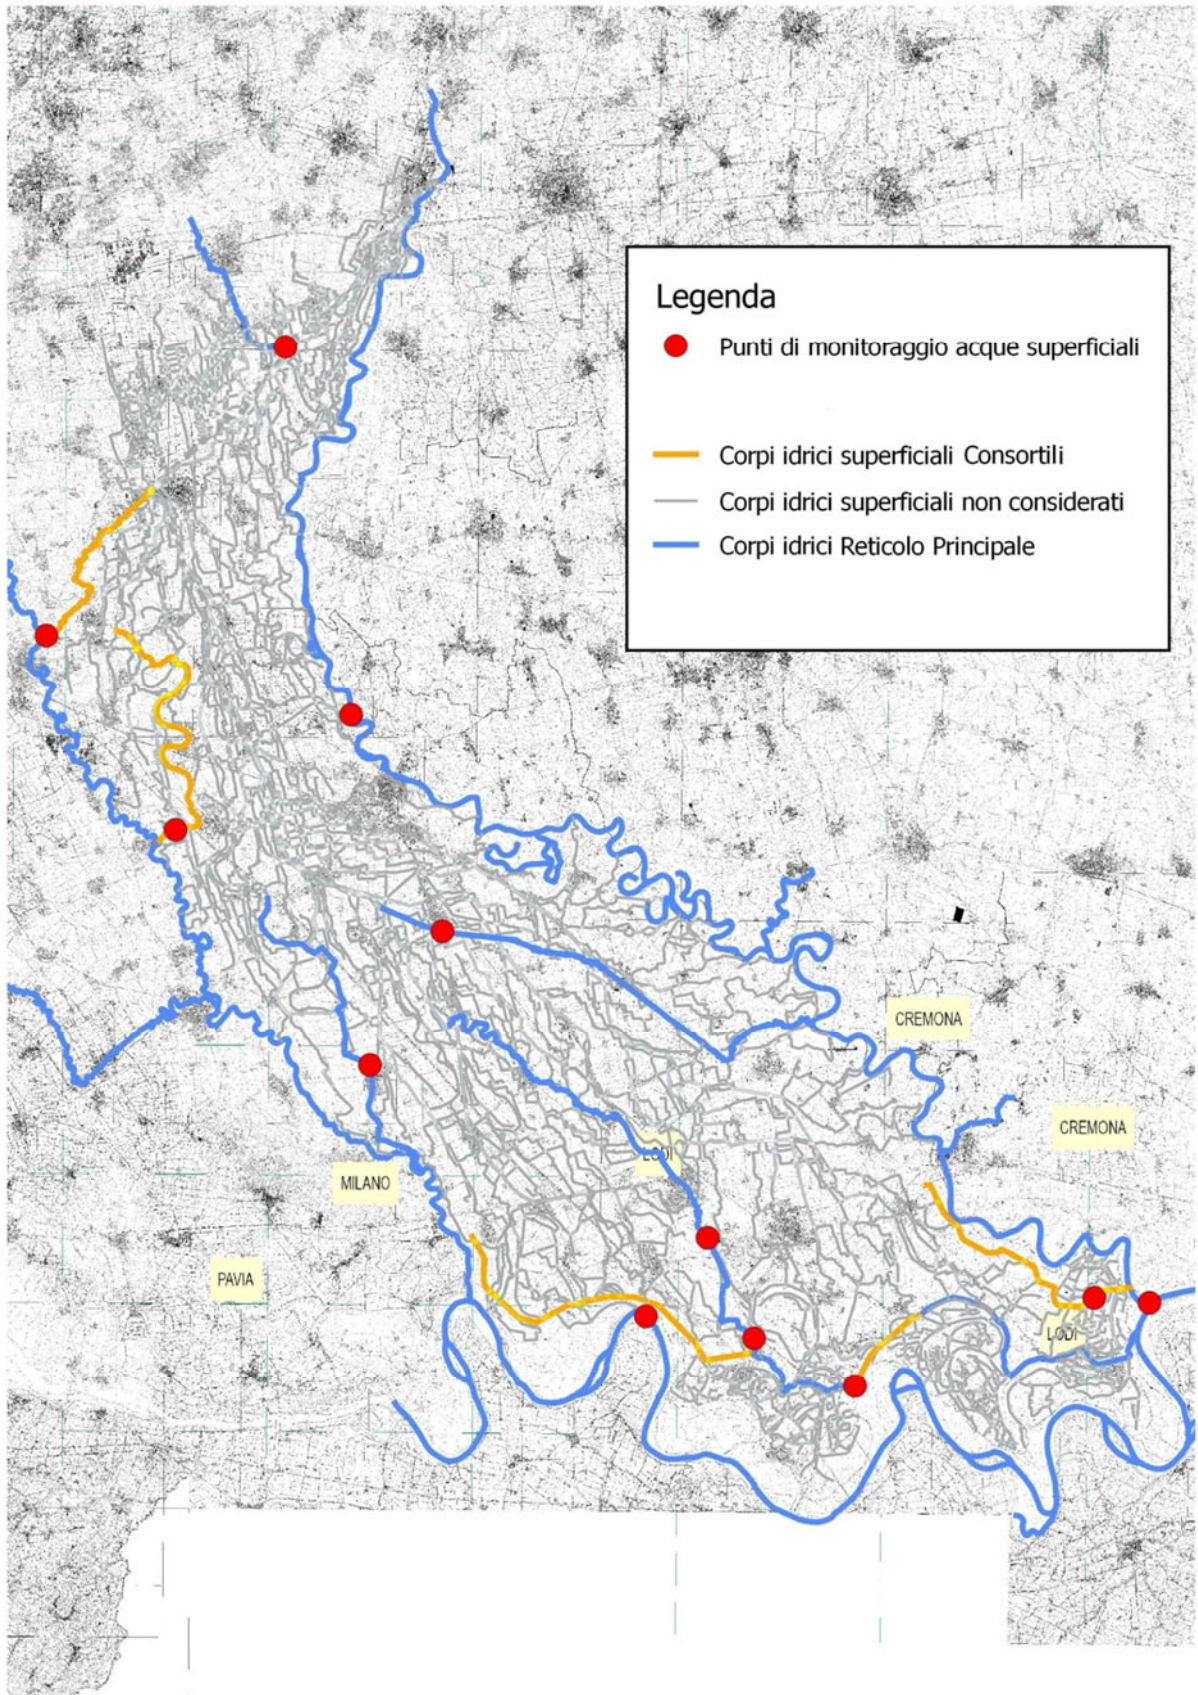 Legenda
Punti di monitoraggio acque superficiali
Corpi idrici superficiali Consortili
Corpi idrici superficiali non considerati
Corpi idrici Reticolo Principale
CREMONA
CREMONA
LODI
MILANO
PAVIA
LODI